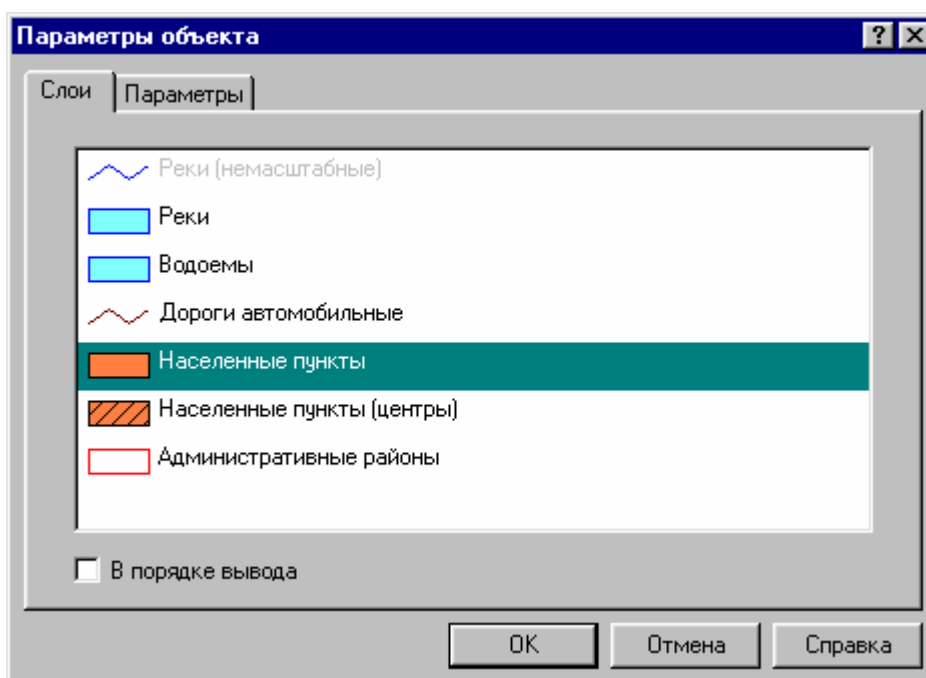 Параметры объекта
Слои
Параметры
Реки (немасштабные)
Реки
Водоемы
Дороги автомобильные
Населенные пункты
Населенные пункты (центры)
Административные районы
В порядке вывода
OK
Отмена
Справка